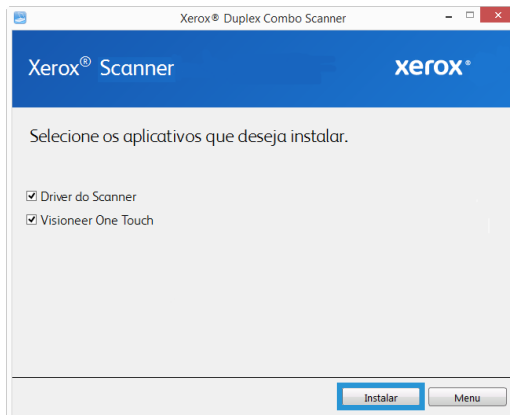 Xerox® Duplex Combo Scanner
Xerox® Scanner
xerox®
Selecione os aplicativos que deseja instalar.
Driver do Scanner
Visioneer One Touch
Instalar
Menu